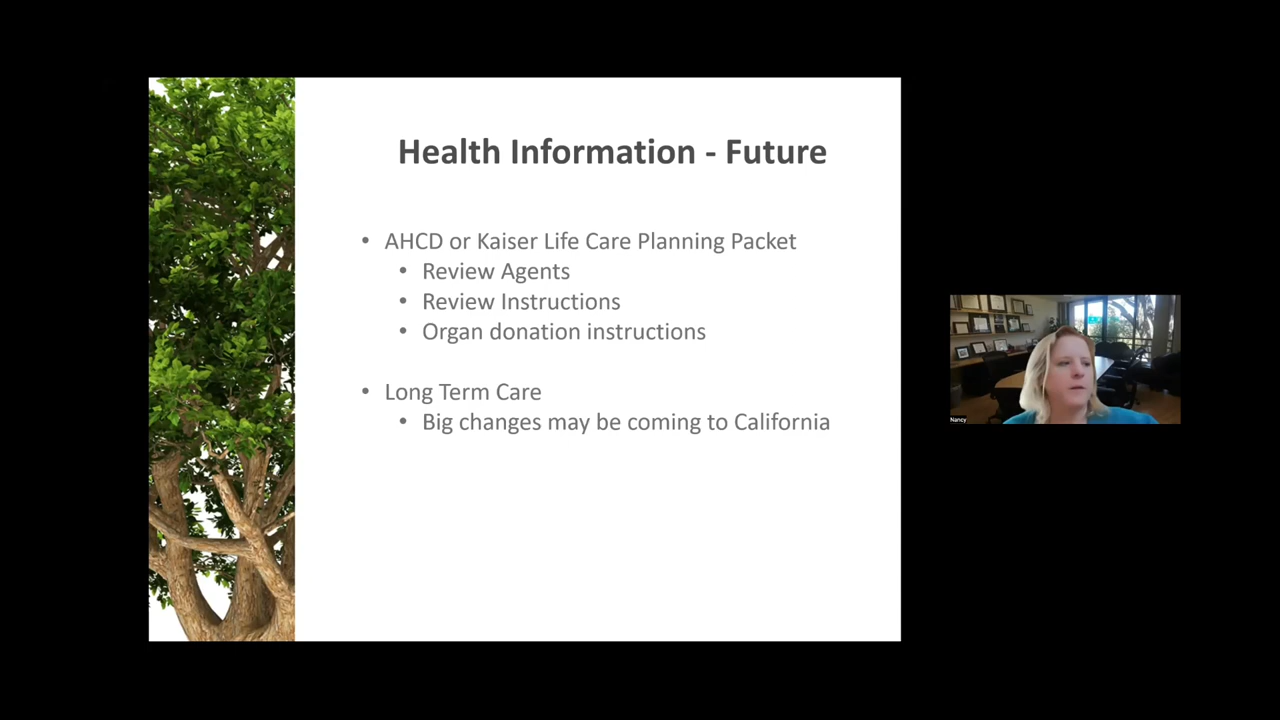 Health Information - Future
• AHCD or Kaiser Life Care Planning Packet
• Review Agents
• Review Instructions
• Organ donation instructions
• Long Term Care
• Big changes may be coming to California
Nancy